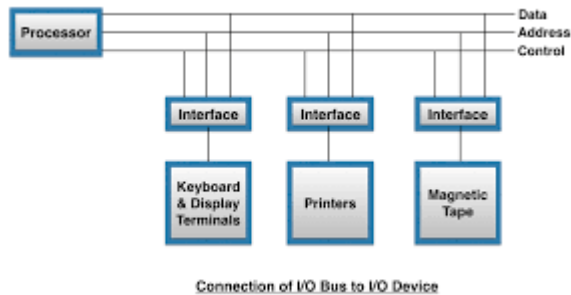 Processor
Data
Address
Control
Interface
Interface
Interface
Keyboard
& Display
Terminals
Printers
Magnetic
Tape
Connection of I/O Bus to I/O Device